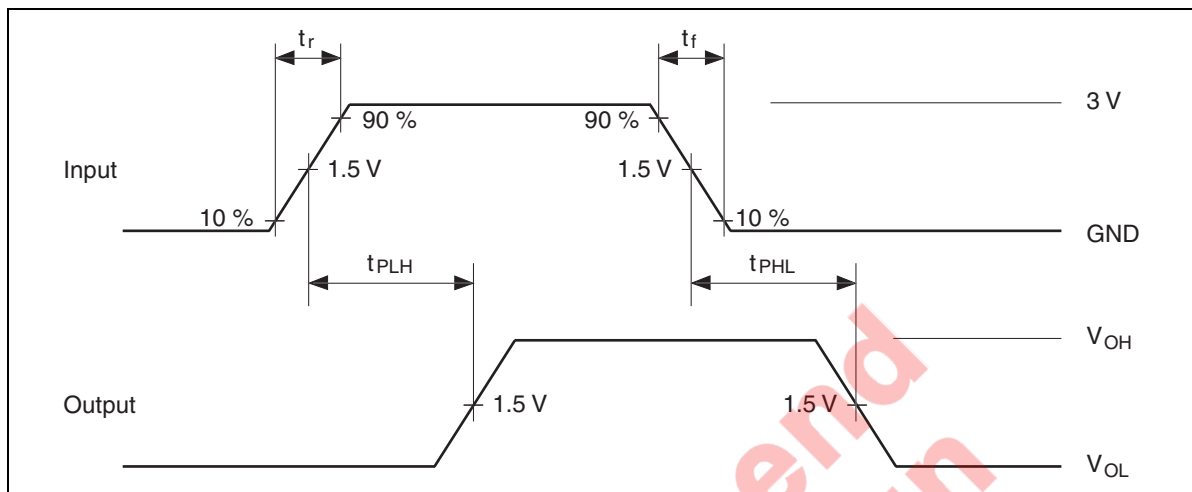 tr
tf
3 V
90 %
90 %
Input
1.5 V
1.5 V
10 %
10 %
GND
tPLH
tPHL
VOH
Output
1.5 V
1.5 V
VOL
end